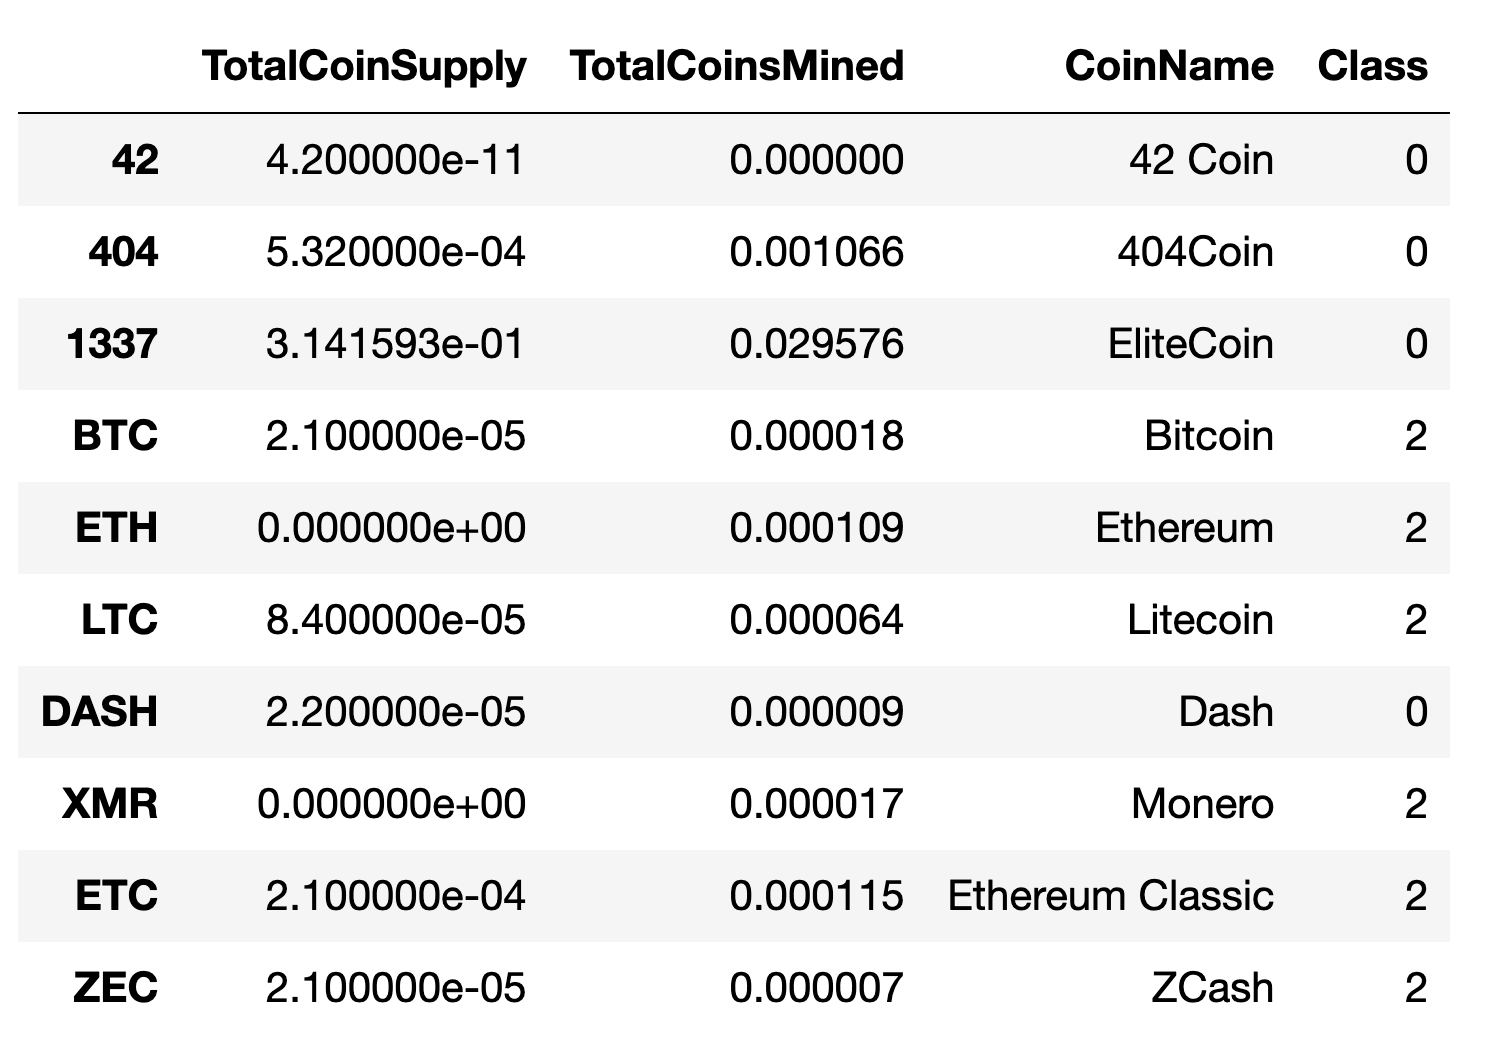 TotalCoinSupply TotalCoinsMined CoinName Class
42 4.200000e-11 0.000000 42 Coin 0
404 5.320000e-04 0.001066 404Coin 0
1337 3.141593e-01 0.029576 EliteCoin 0
BTC 2.100000e-05 0.000018 Bitcoin 2
ETH 0.000000e+00 0.000109 Ethereum 2
LTC 8.400000e-05 0.000064 Litecoin 2
DASH 2.200000e-05 0.000009 Dash 0
XMR 0.000000e+00 0.000017 Monero 2
ETC 2.100000e-04 0.000115 Ethereum Classic 2
ZEC 2.100000e-05 0.000007 ZCash 2